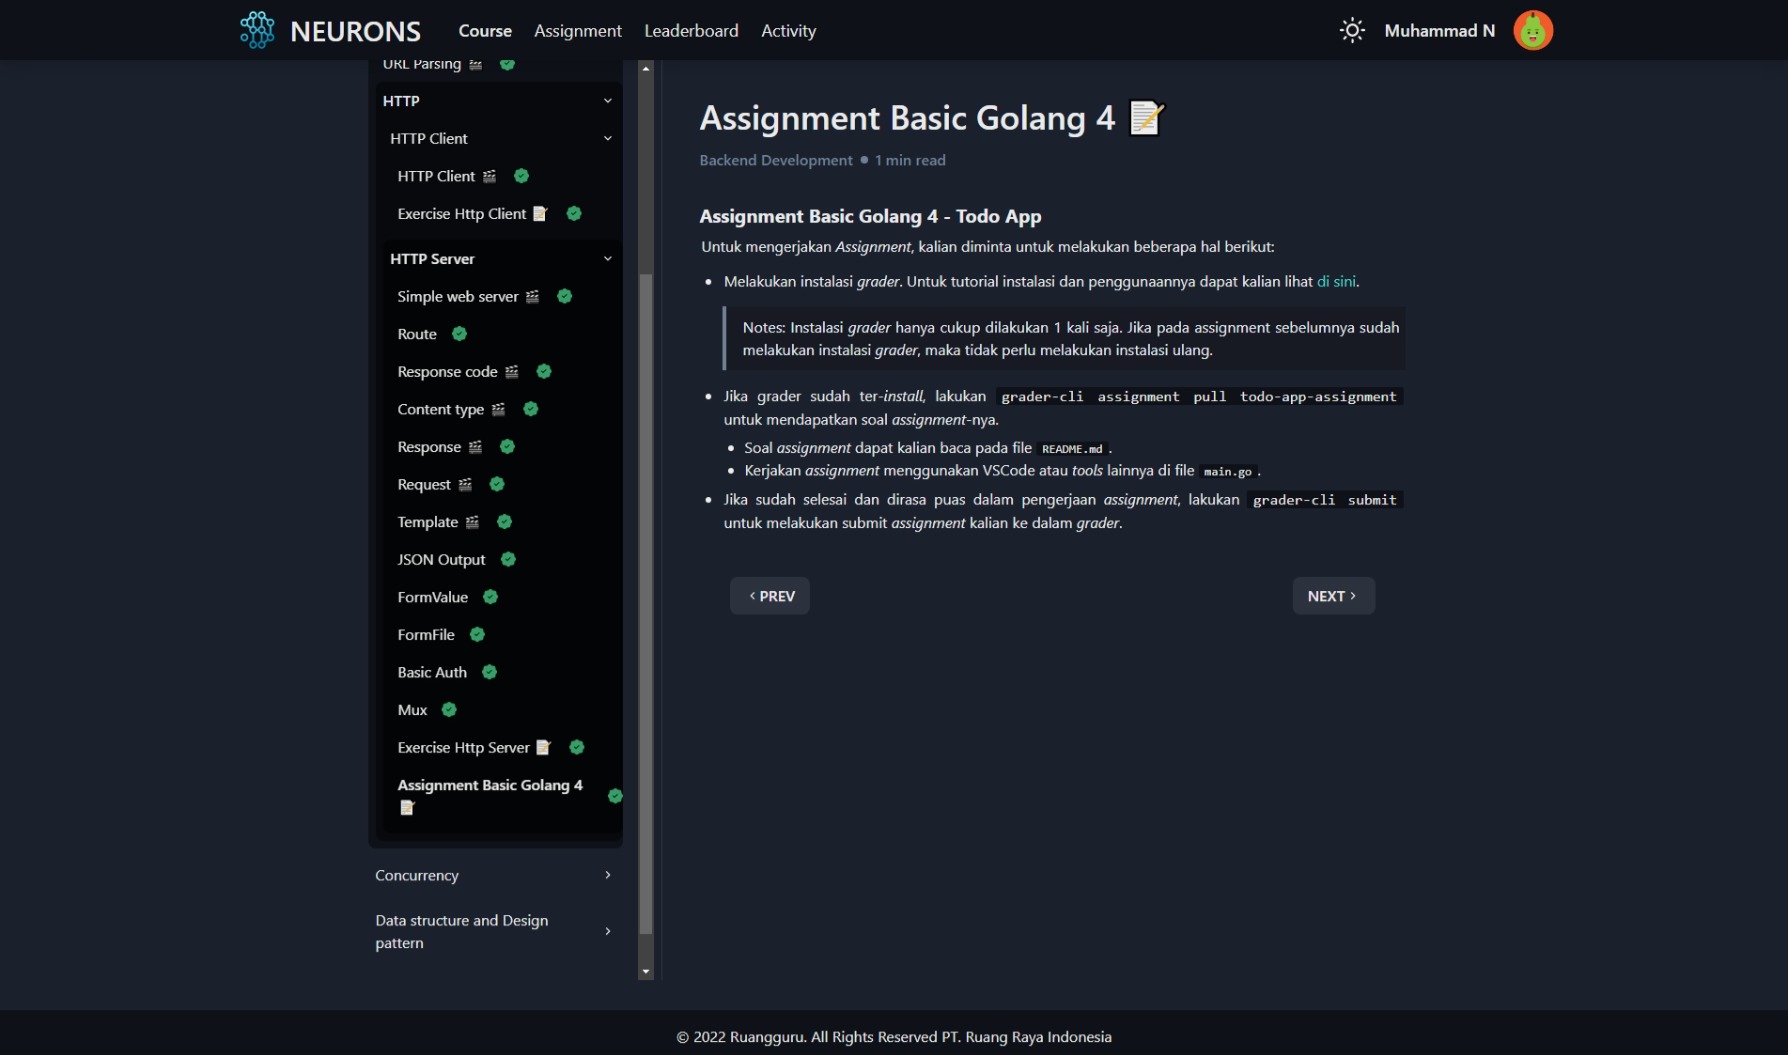 NEURONS
Course
Assignment
Leaderboard
Activity
Muhammad N
URL Parsing
HTTP
HTTP Client
HTTP Client
Exercise Http Client
HTTP Server
Simple web server
Route
Response code
Content type
Response
Request
Template
JSON Output
FormValue
FormFile
Basic Auth
Mux
Exercise Http Server
Assignment Basic Golang 4
Concurrency
Data structure and Design
pattern
Assignment Basic Golang 4
Backend Development • 1 min read
Assignment Basic Golang 4 - Todo App
Untuk mengerjakan Assignment, kalian diminta untuk melakukan beberapa hal berikut:
• Melakukan instalasi grader. Untuk tutorial instalasi dan penggunaannya dapat kalian lihat di sini.
Notes: Instalasi grader hanya cukup dilakukan 1 kali saja. Jika pada assignment sebelumnya sudah
melakukan instalasi grader, maka tidak perlu melakukan instalasi ulang.
• Jika grader sudah ter-install, lakukan grader-cli assignment pull todo-app-assignment
untuk mendapatkan soal assignment-nya.
• Soal assignment dapat kalian baca pada file README.md.
• Kerjakan assignment menggunakan VSCode atau tools lainnya di file main.go.
• Jika sudah selesai dan dirasa puas dalam pengerjaan assignment, lakukan grader-cli submit
untuk melakukan submit assignment kalian ke dalam grader.
‹ PREV
NEXT ›
© 2022 Ruangguru. All Rights Reserved PT. Ruang Raya Indonesia